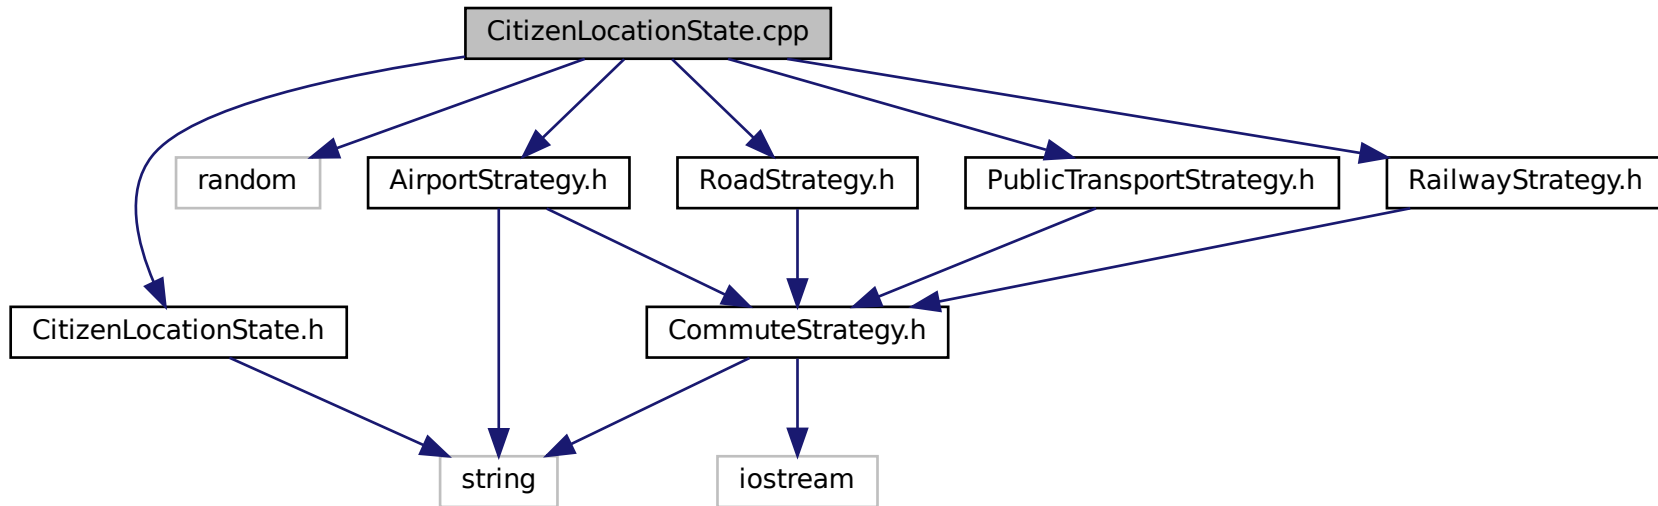 CitizenLocationState.cpp
random
AirportStrategy.h
RoadStrategy.h
PublicTransportStrategy.h
RailwayStrategy.h
CitizenLocationState.h
CommuteStrategy.h
string
iostream